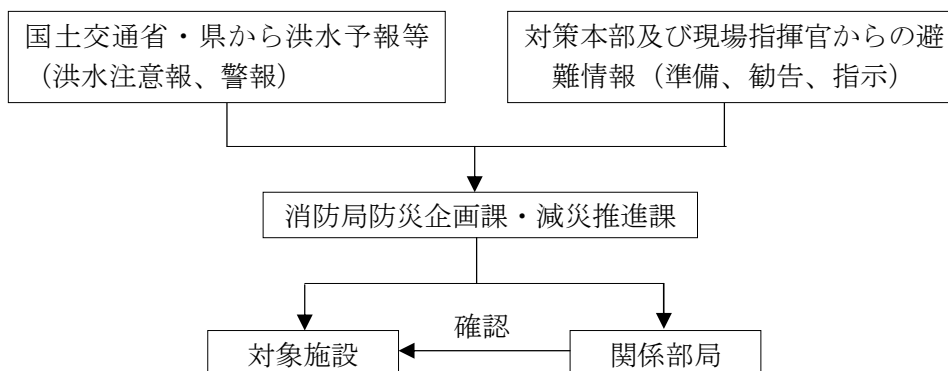 国土交通省・県から洪水予報等
（洪水注意報、警報）
対策本部及び現場指揮官からの避
難情報（準備、勧告、指示）
消防局防災企画課・減災推進課
確認
対象施設
関係部局